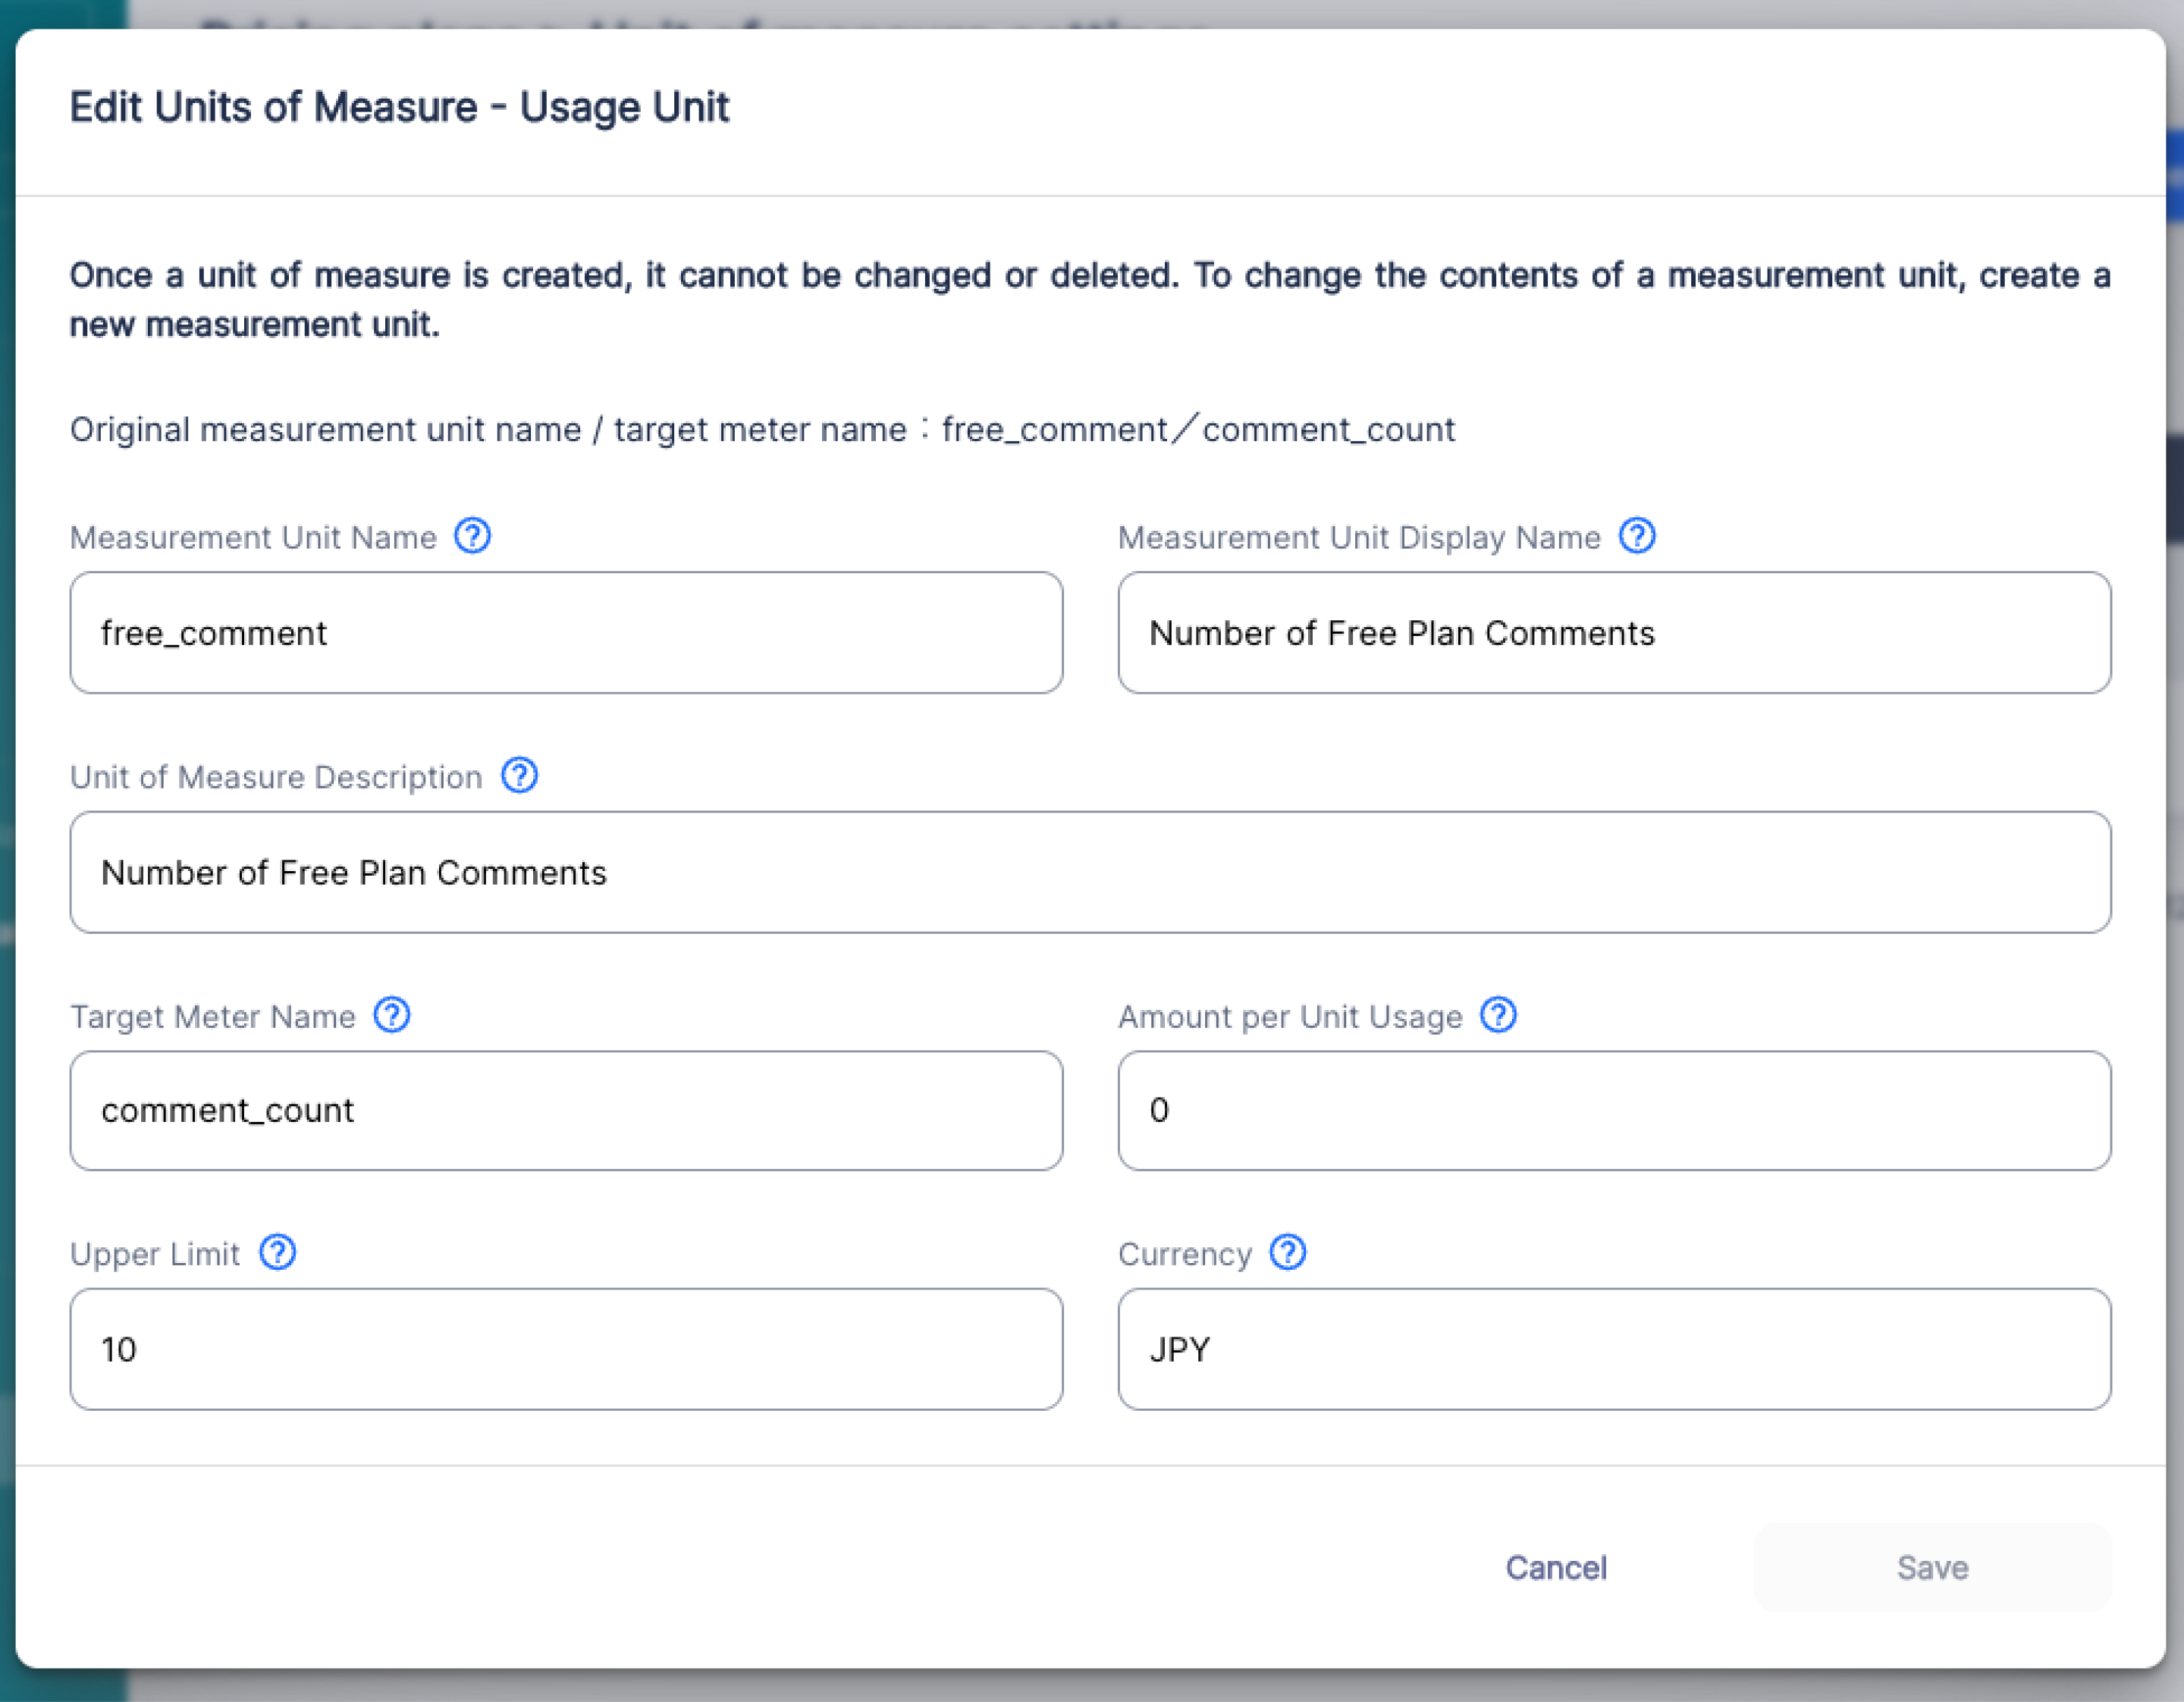 Edit Units of Measure - Usage Unit
Once a unit of measure is created, it cannot be changed or deleted. To change the contents of a measurement unit, create a
new measurement unit.
Original measurement unit name / target meter name：free_comment／comment_count
Measurement Unit Name
Measurement Unit Display Name
free_comment
Number of Free Plan Comments
Unit of Measure Description
Number of Free Plan Comments
Target Meter Name
Amount per Unit Usage
comment_count
0
Upper Limit
Currency
10
JPY
Cancel
Save